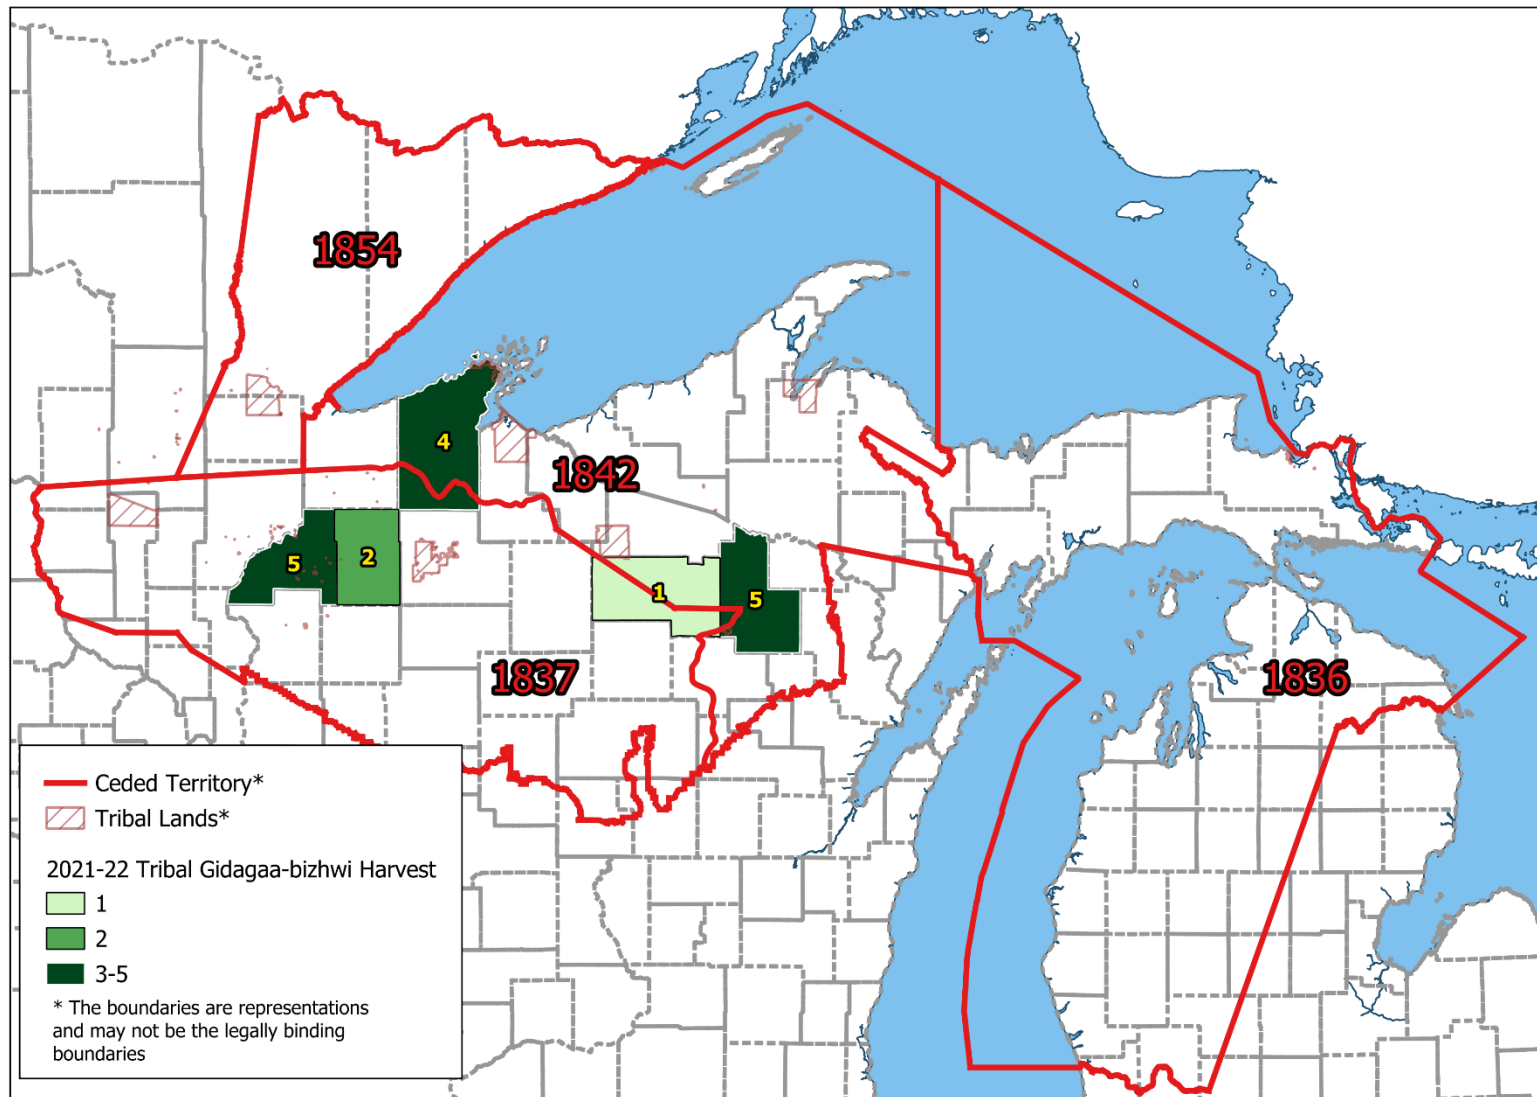 1854
4
1842
5
2
1
5
1837
1836
Ceded Territory*
Tribal Lands*
2021-22 Tribal Gidagaa-bizhwi Harvest
1
2
3-5
* The boundaries are representations
and may not be the legally binding
boundaries